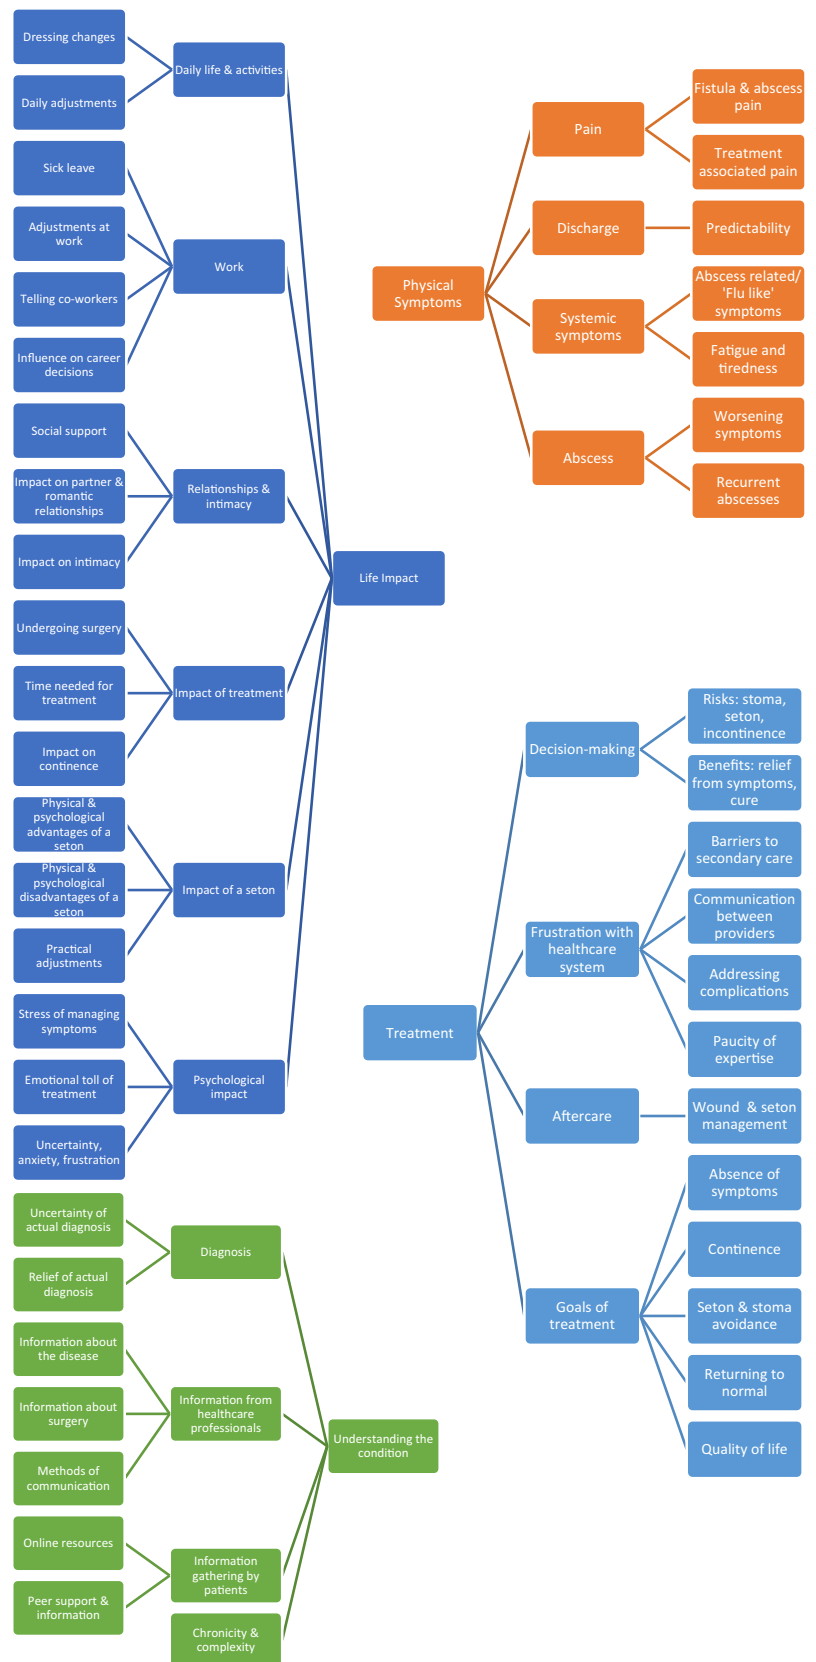 Dressing changes
Daily adjustments
Daily life & activities
Sick leave
Adjustments at
work
Telling co-workers
Influence on career
decisions
Work
Social support
Impact on partner &
romantic
relationships
Impact on intimacy
Relationships &
intimacy
Undergoing surgery
Time needed for
treatment
Impact on
continence
Impact of treatment
Physical &
psychological
advantages of a
seton
Physical &
psychological
disadvantages of a
seton
Practical
adjustments
Impact of a seton
Stress of managing
symptoms
Emotional toll of
treatment
Uncertainty,
anxiety, frustration
Psychological
impact
Life Impact
Physical
Symptoms
Pain
Fistula & abscess
pain
Treatment
associated pain
Discharge
Predictability
Systemic
symptoms
Abscess related/
'Flu like'
symptoms
Fatigue and
tiredness
Abscess
Worsening
symptoms
Recurrent
abscesses
Treatment
Decision-making
Risks: stoma,
seton,
incontinence
Benefits: relief
from symptoms,
cure
Frustration with
healthcare
system
Barriers to
secondary care
Communication
between
providers
Addressing
complications
Paucity of
expertise
Aftercare
Wound & seton
management
Goals of
treatment
Absence of
symptoms
Continence
Seton & stoma
avoidance
Returning to
normal
Quality of life
Uncertainty of
actual diagnosis
Relief of actual
diagnosis
Diagnosis
Information about
the disease
Information about
surgery
Methods of
communication
Information from
healthcare
professionals
Online resources
Peer support &
information
Information
gathering by
patients
Chronicity &
complexity
Understanding the
condition